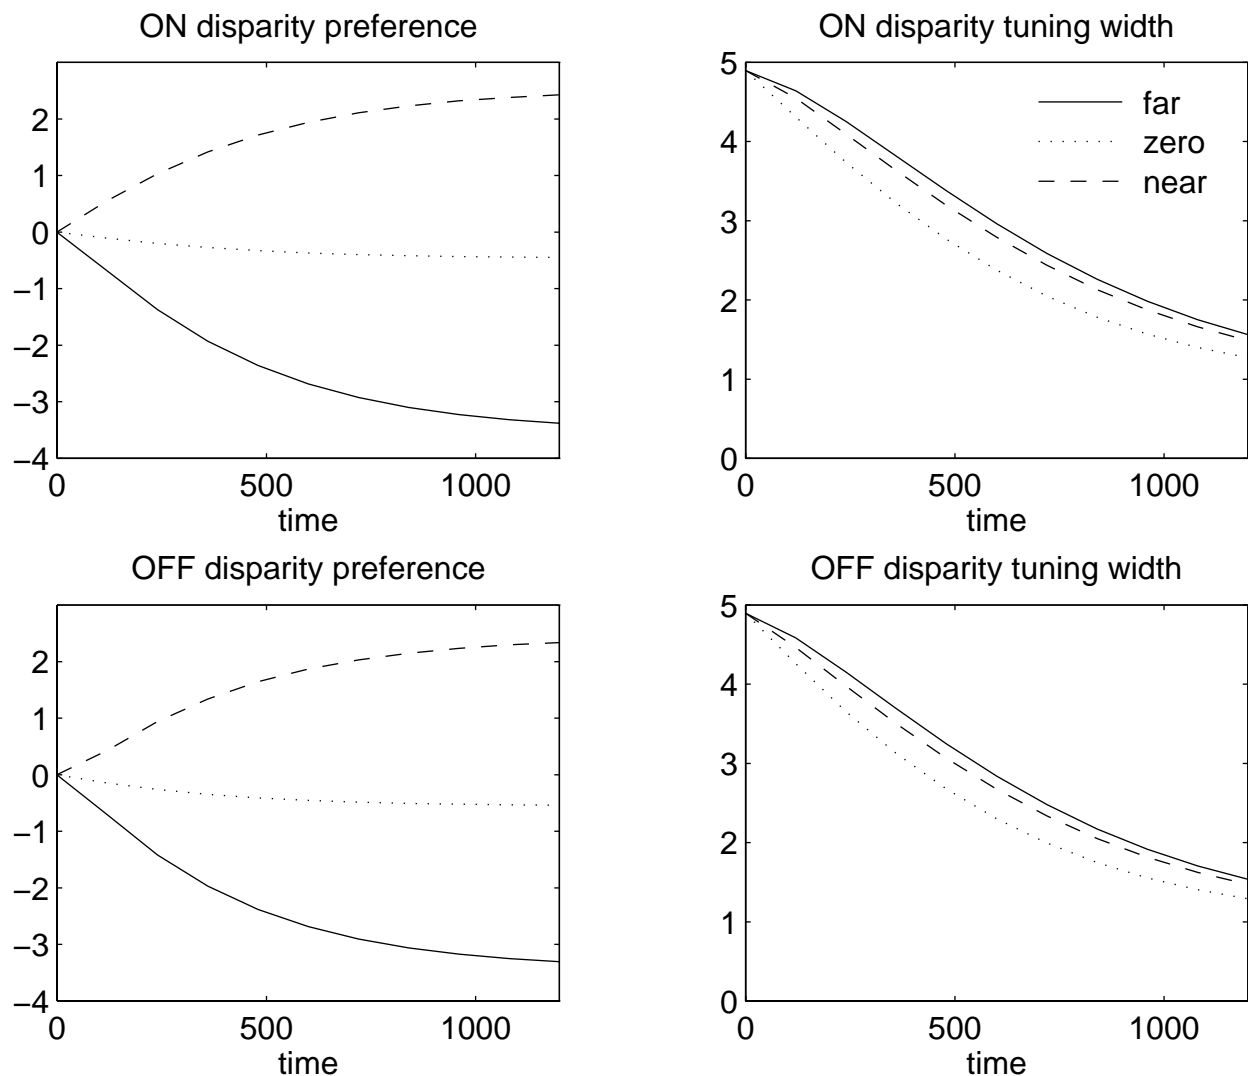 ON disparity preference
2
1
0
−1
−2
−3
−4
0 500 1000
time
ON disparity tuning width
5
4
3
2
1
0
far
zero
near
0 500 1000
time
OFF disparity preference
2
1
0
−1
−2
−3
−4
0 500 1000
time
OFF disparity tuning width
5
4
3
2
1
0
0 500 1000
time